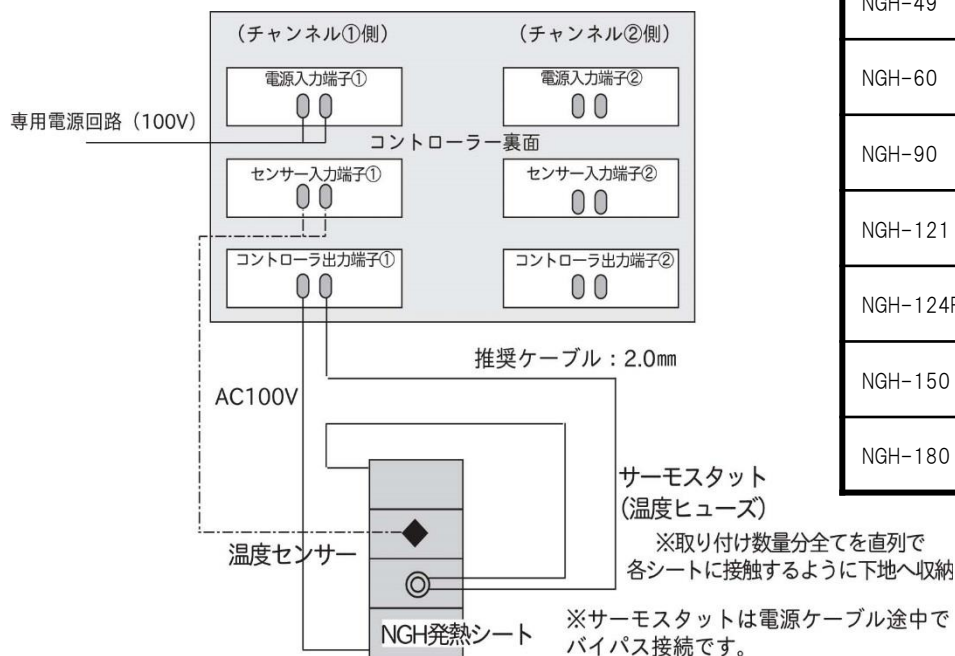 （チャンネル①側）
（チャンネル②側）
電源入力端子①
電源入力端子②
専用電源回路（100V）
コントローラー裏面
センサー入力端子①
センサー入力端子②
コントローラ出力端子①
コントローラ出力端子②
推奨ケーブル：2.0㎜
AC100V
サーモスタット
（温度ヒューズ）
※取り付け数量分全てを直列で
各シートに接触するように下地へ収納
温度センサー
NGH発熱シート
※サーモスタットは電源ケーブル途中で
バイパス接続です。
NGH-49
NGH-60
NGH-90
NGH-121
NGH-124
NGH-150
NGH-180